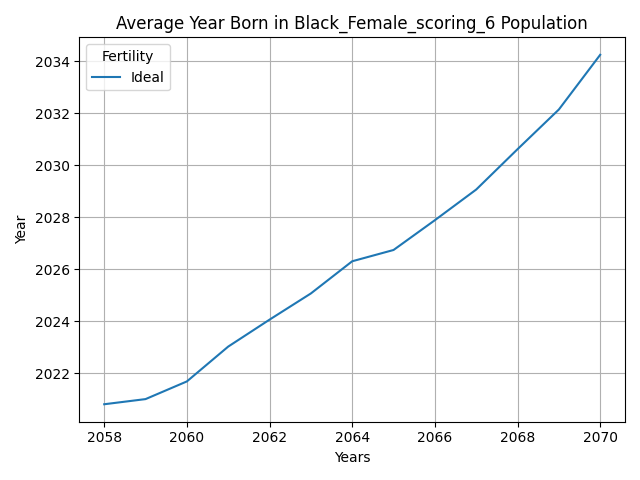 Average Year Born in Black_Female_scoring_6 Population
Fertility
Ideal
2034
2032
2030
2028
2026
2024
2022
Year
2058 2060 2062 2064 2066 2068 2070
Years